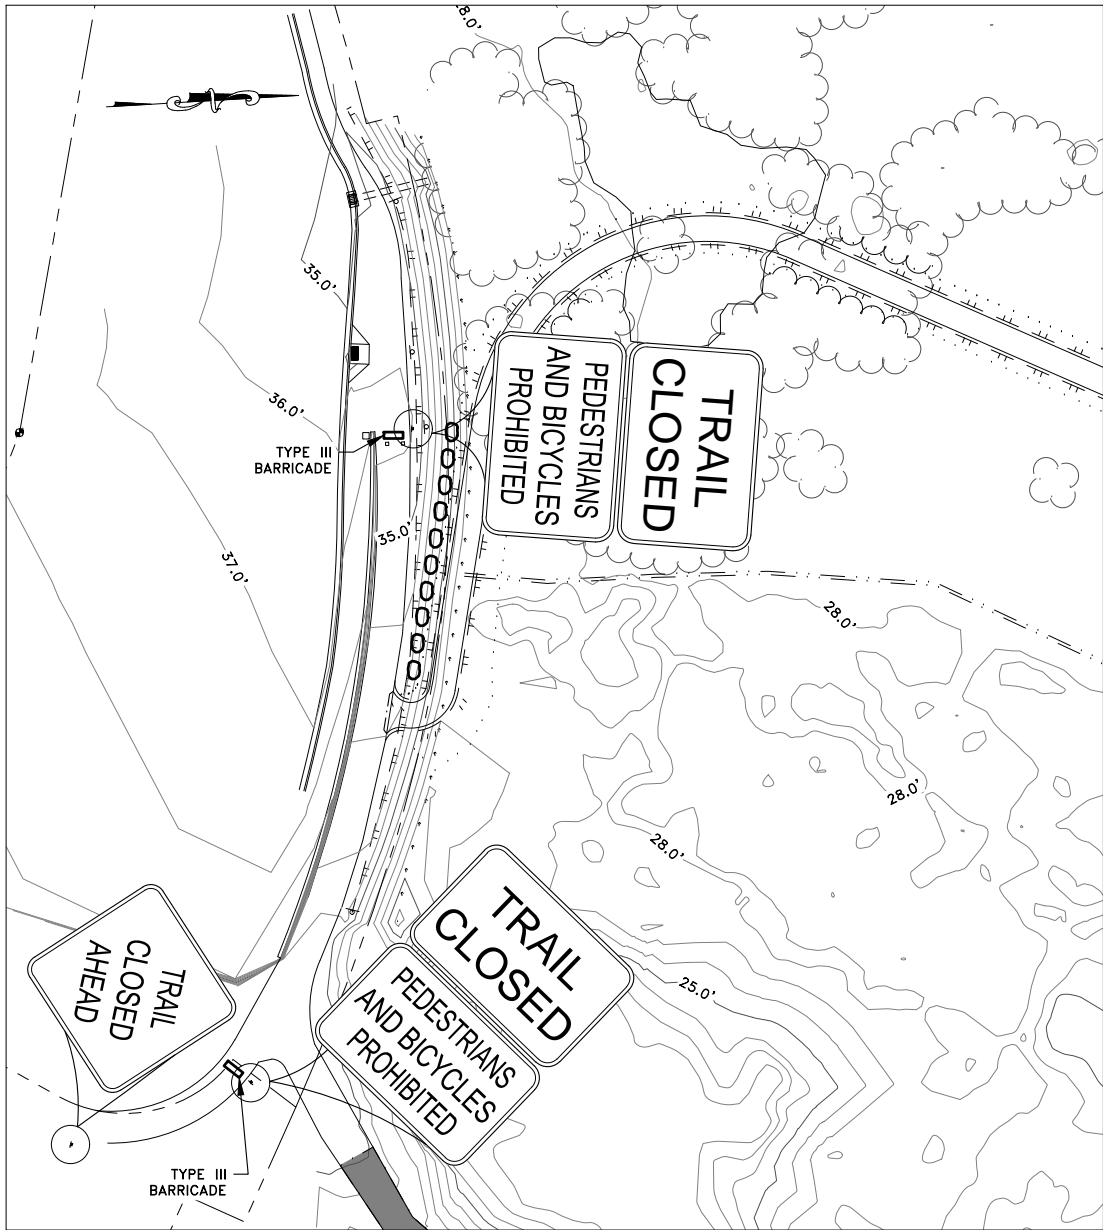 28.0'
35.0'
36.0'
TYPE III
BARRICADE
TRAIL
CLOSED
PEDESTRIANS
AND BICYCLES
PROHIBITED
35.0'
37.0'
28.0'
28.0'
28.0'
TRAIL
CLOSED
PEDESTRIANS
AND BICYCLES
PROHIBITED
25.0'
TRAIL
CLOSED
AHEAD
TYPE III
BARRICADE